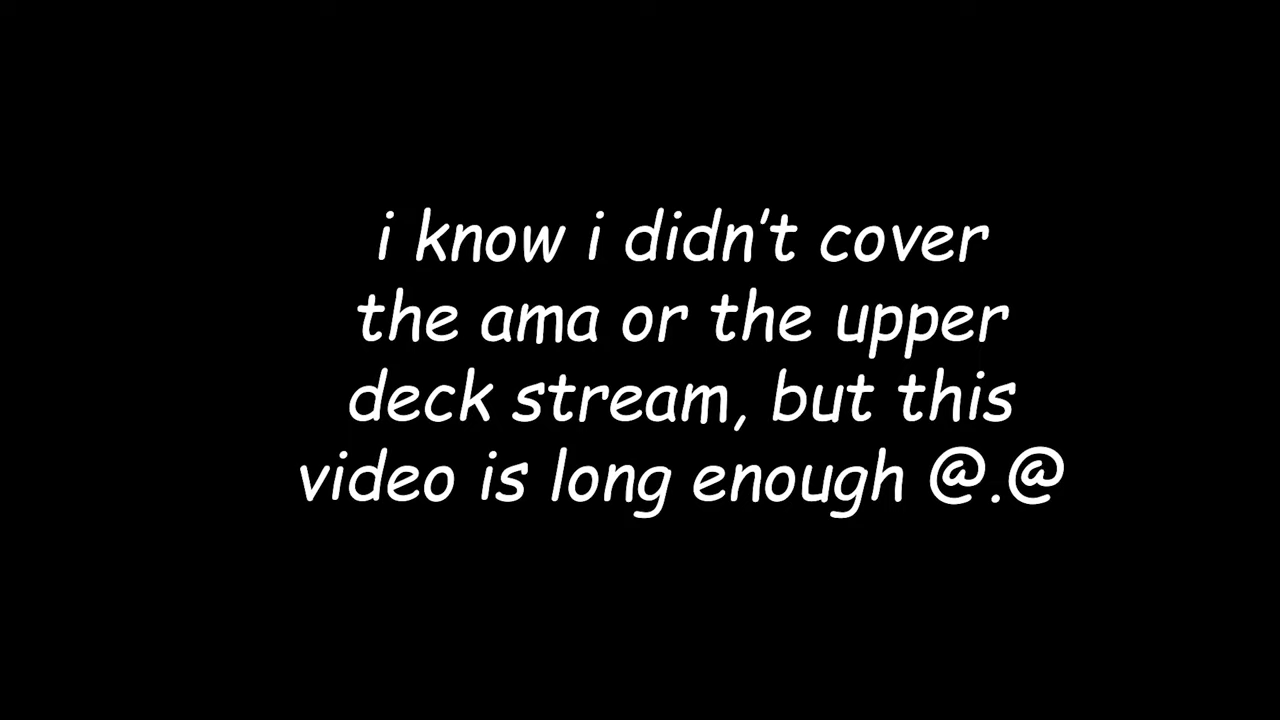 i know i didn't cover
the ama or the upper
deck stream, but this
video is long enough @.@